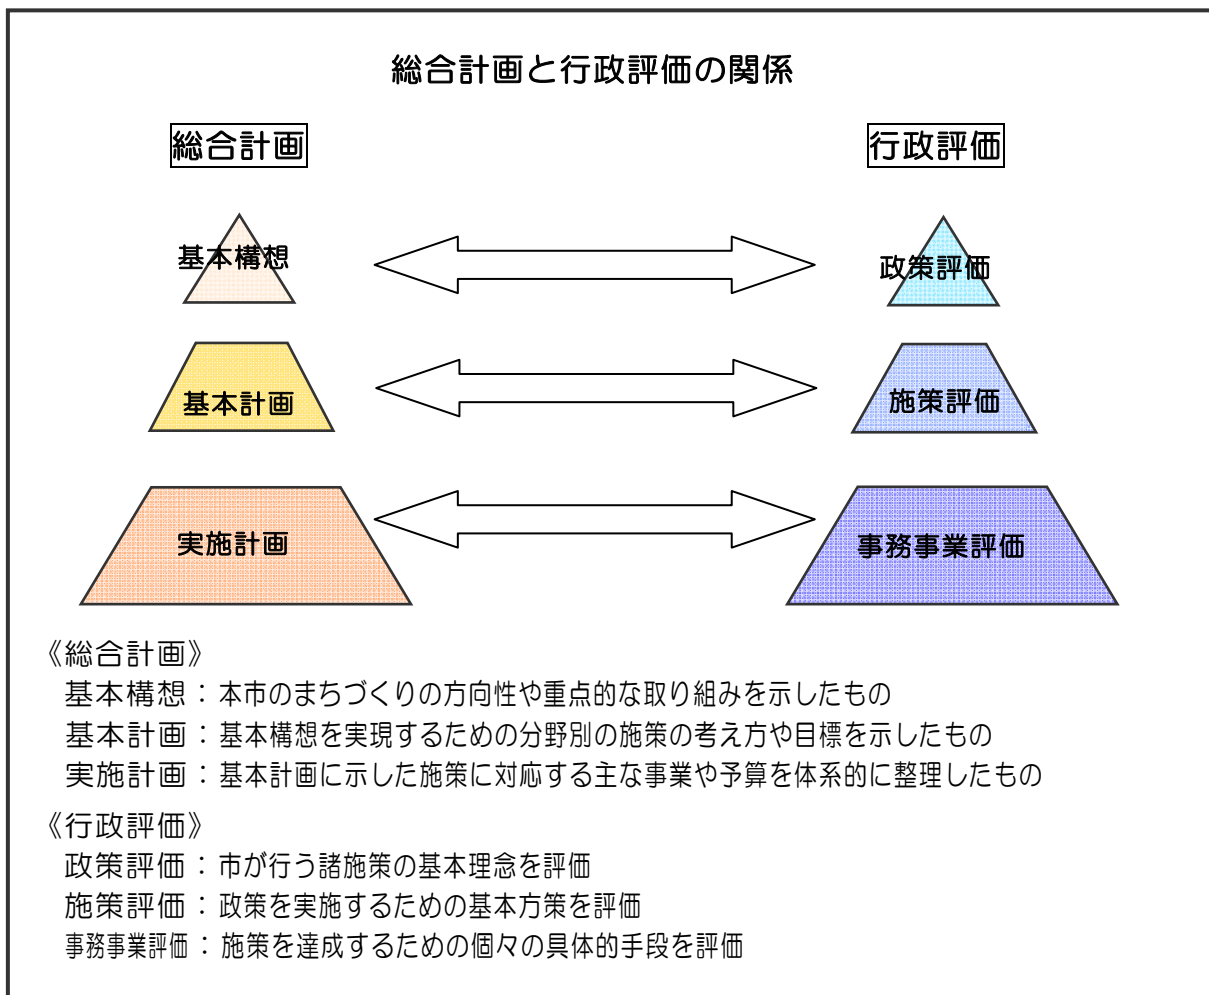 総合計画と行政評価の関係
総合計画
行政評価
基本構想
政策評価
基本計画
施策評価
実施計画
事務事業評価
《総合計画》
基本構想：本市のまちづくりの方向性や重点的な取り組みを示したもの
基本計画：基本構想を実現するための分野別の施策の考え方や目標を示したもの
実施計画：基本計画に示した施策に対応する主な事業や予算を体系的に整理したもの
《行政評価》
政策評価：市が行う諸施策の基本理念を評価
施策評価：政策を実施するための基本方策を評価
事務事業評価：施策を達成するための個々の具体的手段を評価